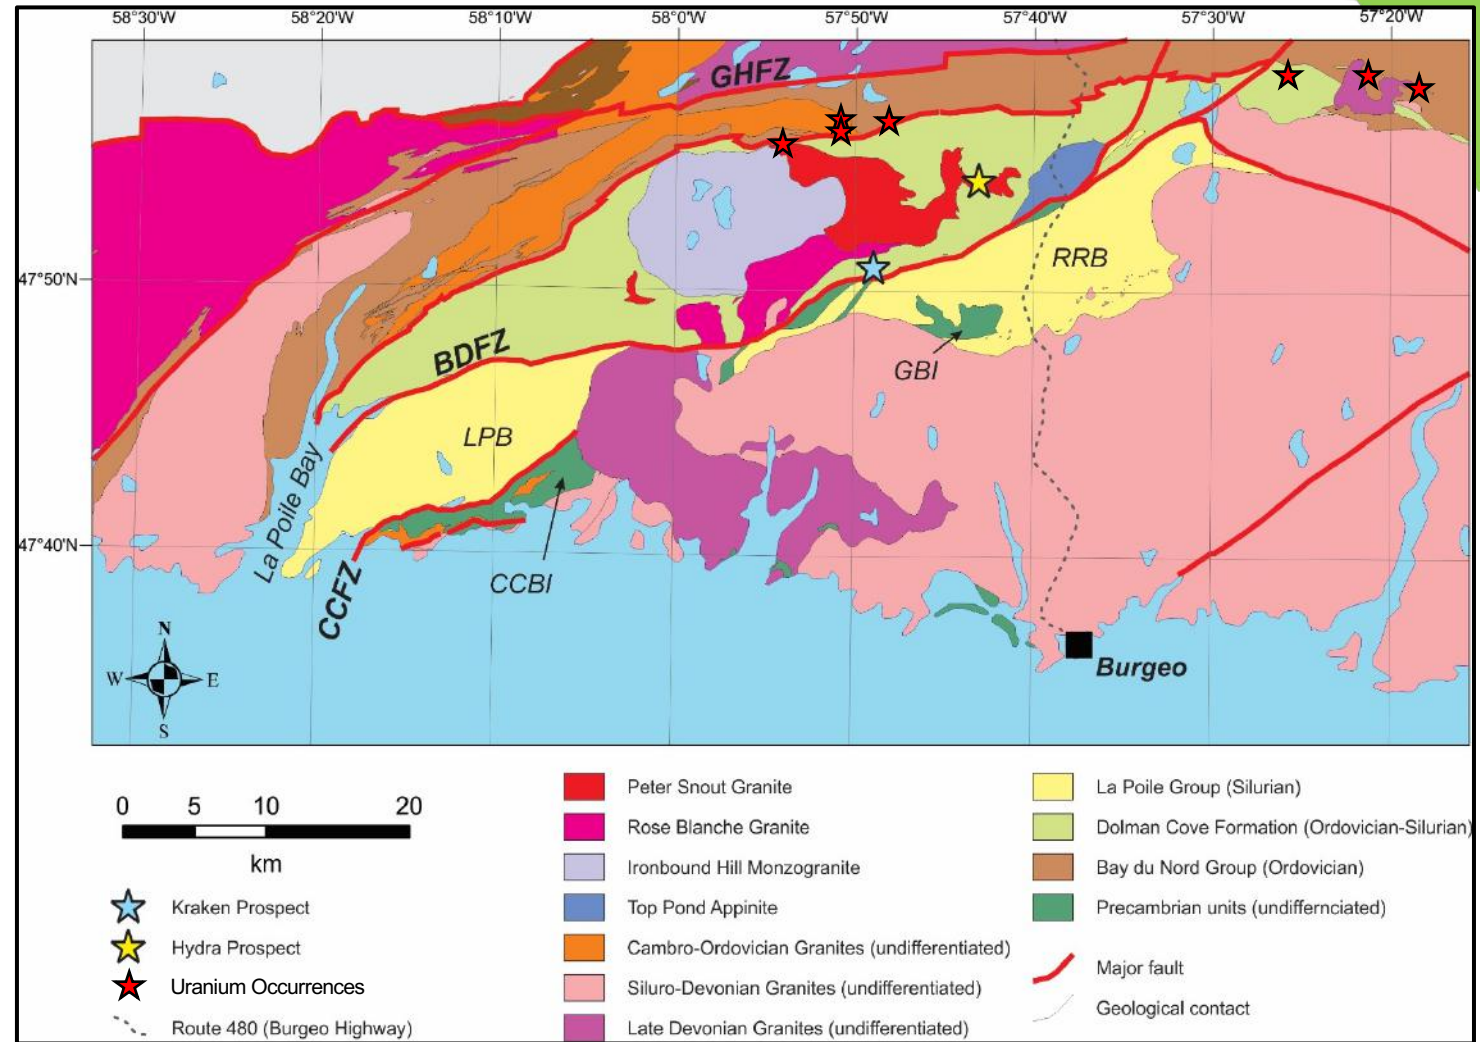 58°30'W 58°20'W 58°10'W 58°0'W 57°50'W 57°40'W 57°30'W 57°20'W
GHFZ
47°50'N
RRB
BDFZ
GBI
LPB
La Poile Bay
47°40'N
CCFZ
CCBI
N
W E
S
Burgeo
0 5 10 20
km
Kraken Prospect
Hydra Prospect
Uranium Occurrences
Route 480 (Burgeo Highway)
Peter Snout Granite
Rose Blanche Granite
Ironbound Hill Monzogranite
Top Pond Appinite
Cambro-Ordovician Granites (undifferentiated)
Siluro-Devonian Granites (undifferentiated)
Late Devonian Granites (undifferentiated)
La Poile Group (Silurian)
Dolman Cove Formation (Ordovician-Silurian)
Bay du Nord Group (Ordovician)
Precambrian units (undiffernciated)
Major fault
Geological contact